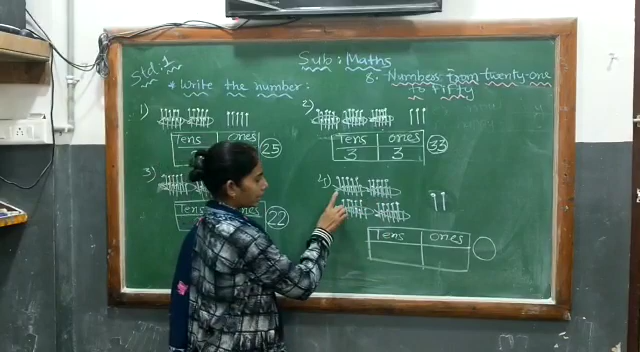 Sub: Maths
Std: 1
8. Numbers from twenty-one
to Fifty
* Write the number:
1)
Tens ones
25
2)
Tens ones
3 3
33
3)
Tens ones
22
4)
Tens ones